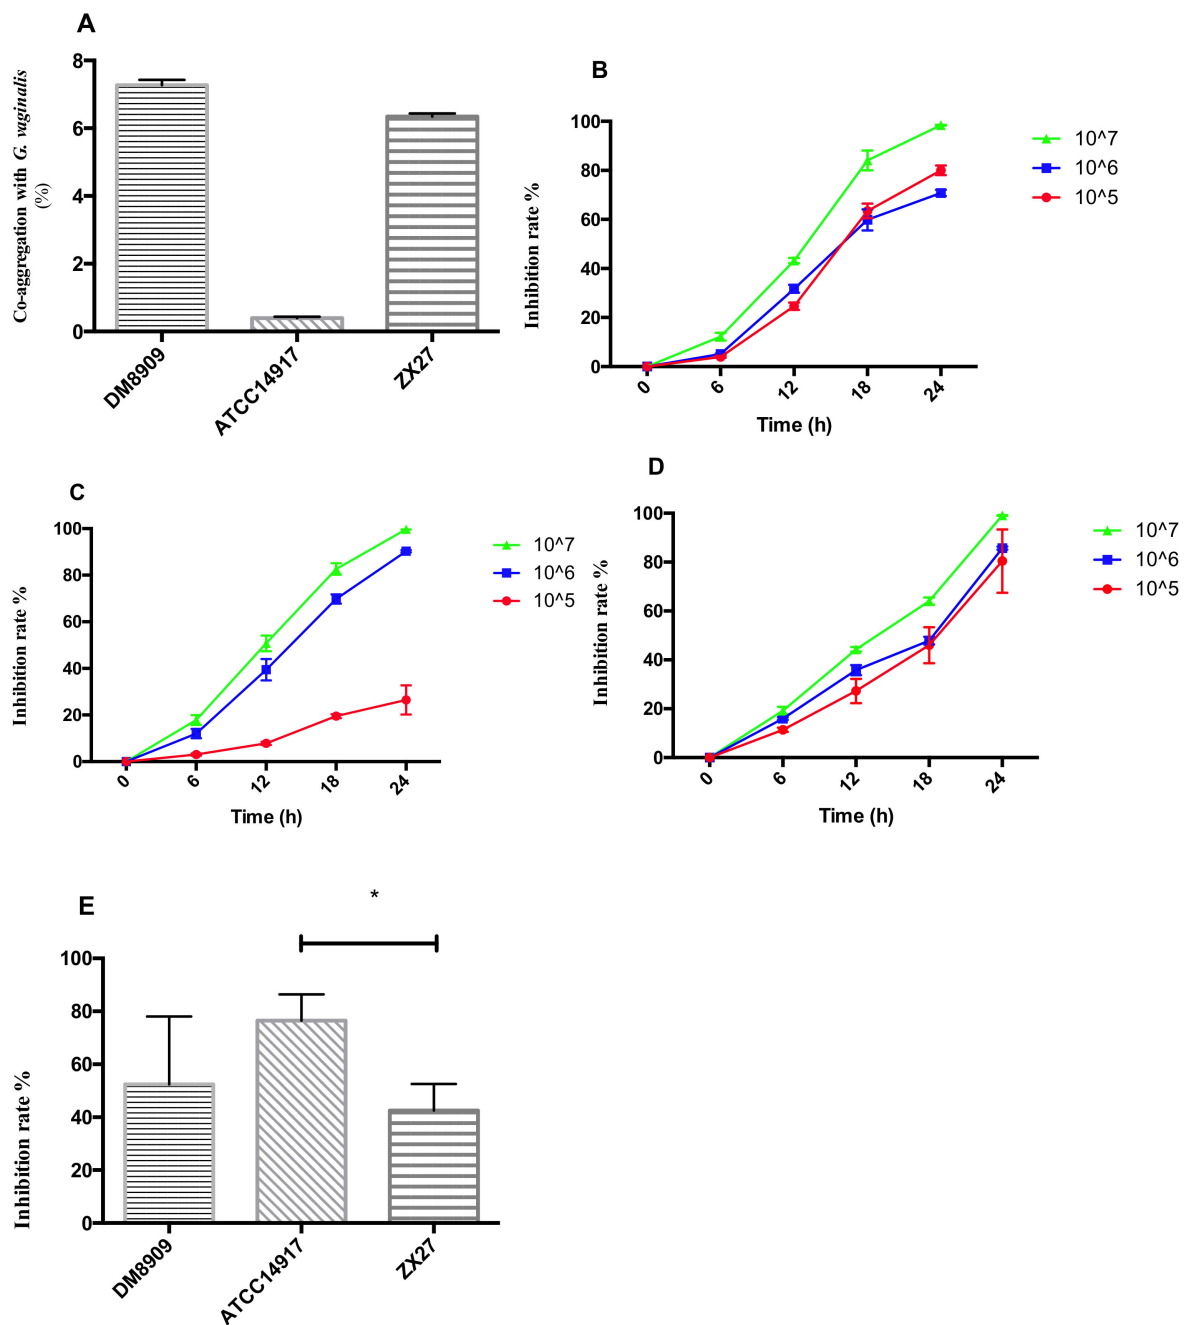 A
Co-aggregation with G. vaginalis
(%)
8
6
4
2
0
DM8909
ATCC14917
ZX27
B
Inhibition rate %
100
80
60
40
20
0
0
6
12
18
24
Time (h)
10^7
10^6
10^5
C
Inhibition rate %
100
80
60
40
20
0
0
6
12
18
24
Time (h)
10^7
10^6
10^5
D
Inhibition rate %
100
80
60
40
20
0
0
6
12
18
24
Time (h)
10^7
10^6
10^5
E
*
Inhibition rate %
100
80
60
40
20
0
DM8909
ATCC14917
ZX27